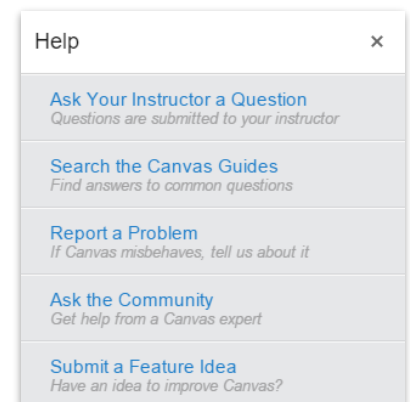 Help ×
Ask Your Instructor a Question
Questions are submitted to your instructor
Search the Canvas Guides
Find answers to common questions
Report a Problem
If Canvas misbehaves, tell us about it
Ask the Community
Get help from a Canvas expert
Submit a Feature Idea
Have an idea to improve Canvas?